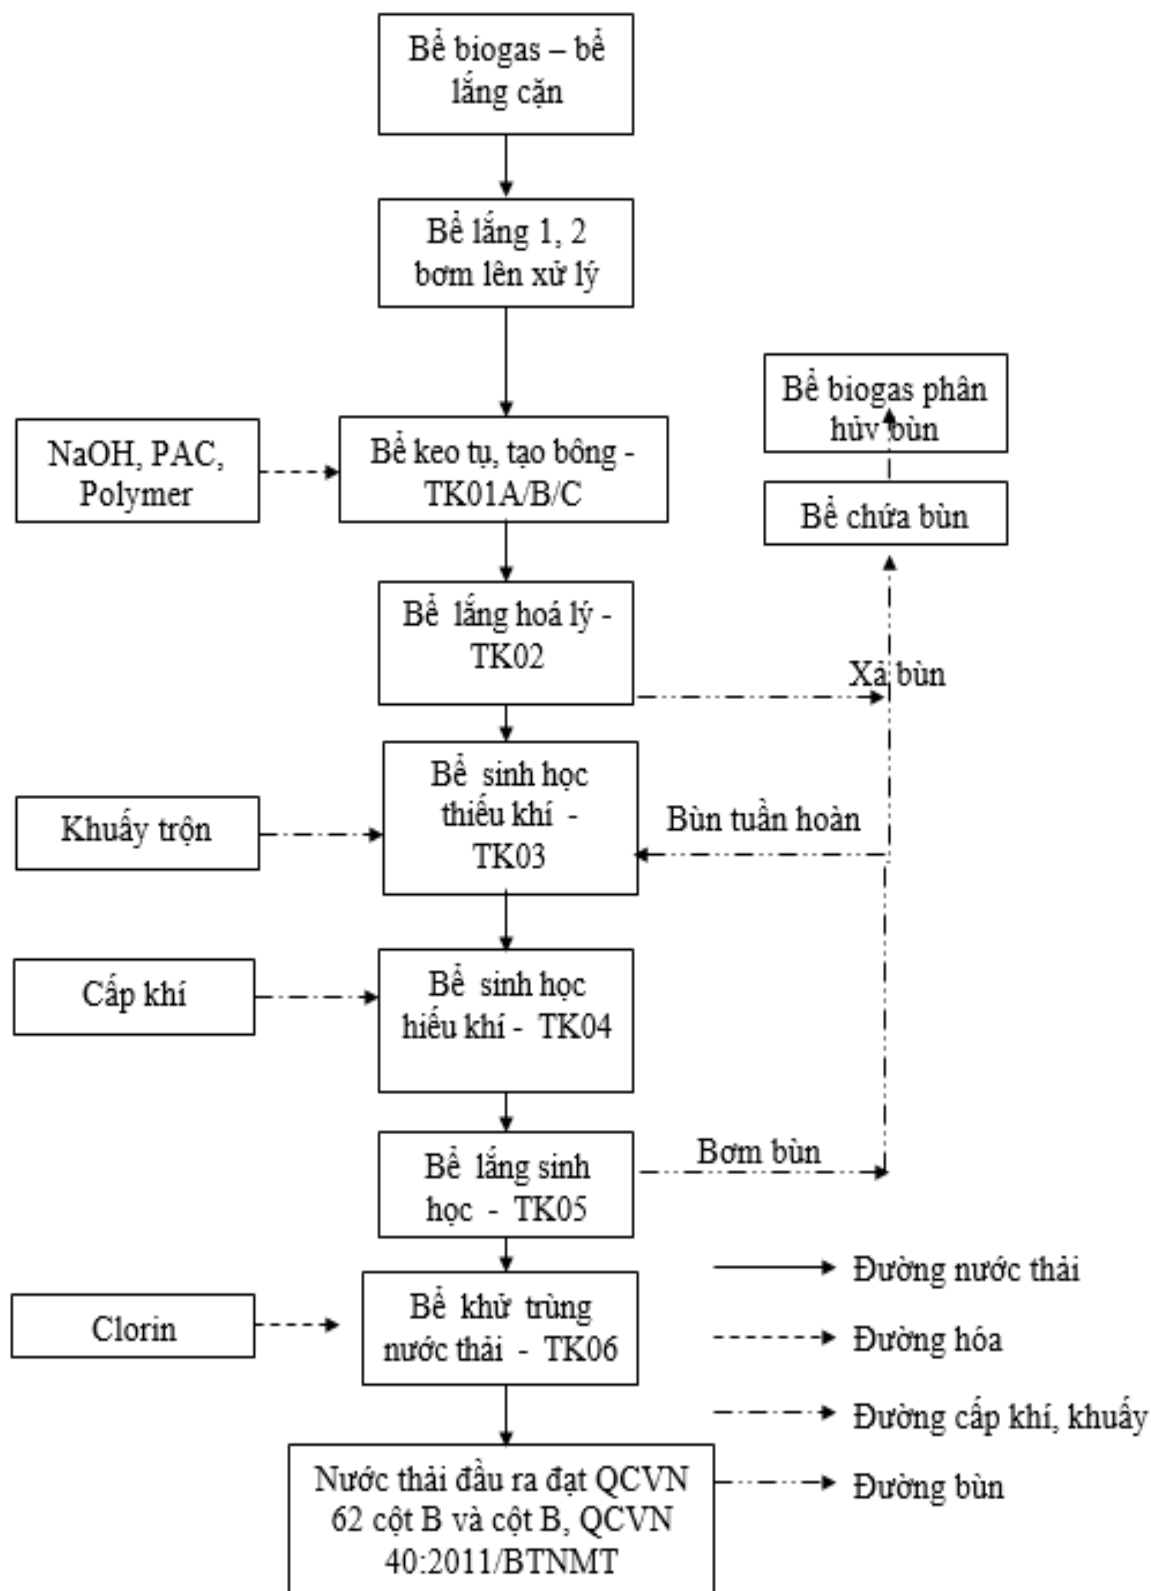 Bể biogas – bể
lắng cặn
Bể lắng 1, 2
bơm lên xử lý
Bể biogas phân
hủy bùn
NaOH, PAC,
Polymer
Bể keo tụ, tạo bông -
TK01A/B/C
Bể chứa bùn
Bể lắng hoá lý -
TK02
Xả bùn
Bể sinh học
thiếu khí -
TK03
Khuấy trộn
Bùn tuần hoàn
Cấp khí
Bể sinh học
hiếu khí - TK04
Bể lắng sinh
học - TK05
Bơm bùn
Đường nước thải
Clorin
Bể khử trùng
nước thải - TK06
Đường hóa
Đường cấp khí, khuấy
Nước thải đầu ra đạt QCVN
62 cột B và cột B, QCVN
40:2011/BTNMT
Đường bùn